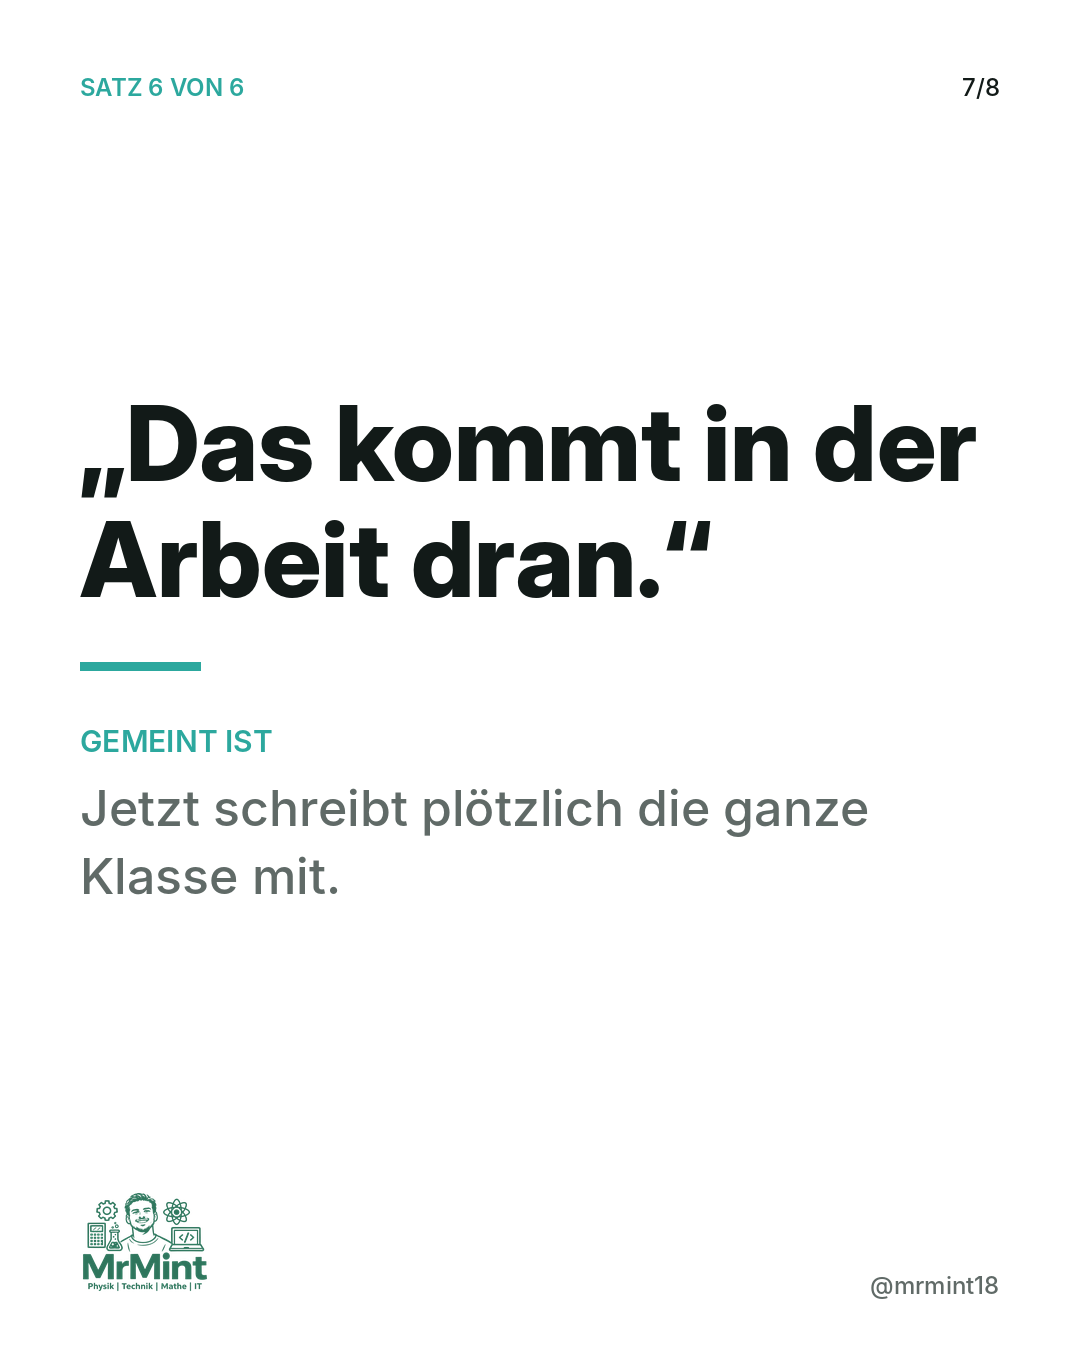 SATZ 6 VON 6
7/8
„Das kommt in der
Arbeit dran.“
GEMEINT IST
Jetzt schreibt plötzlich die ganze
Klasse mit.
MrMint
Physik | Technik | Mathe | IT
@mrmint18